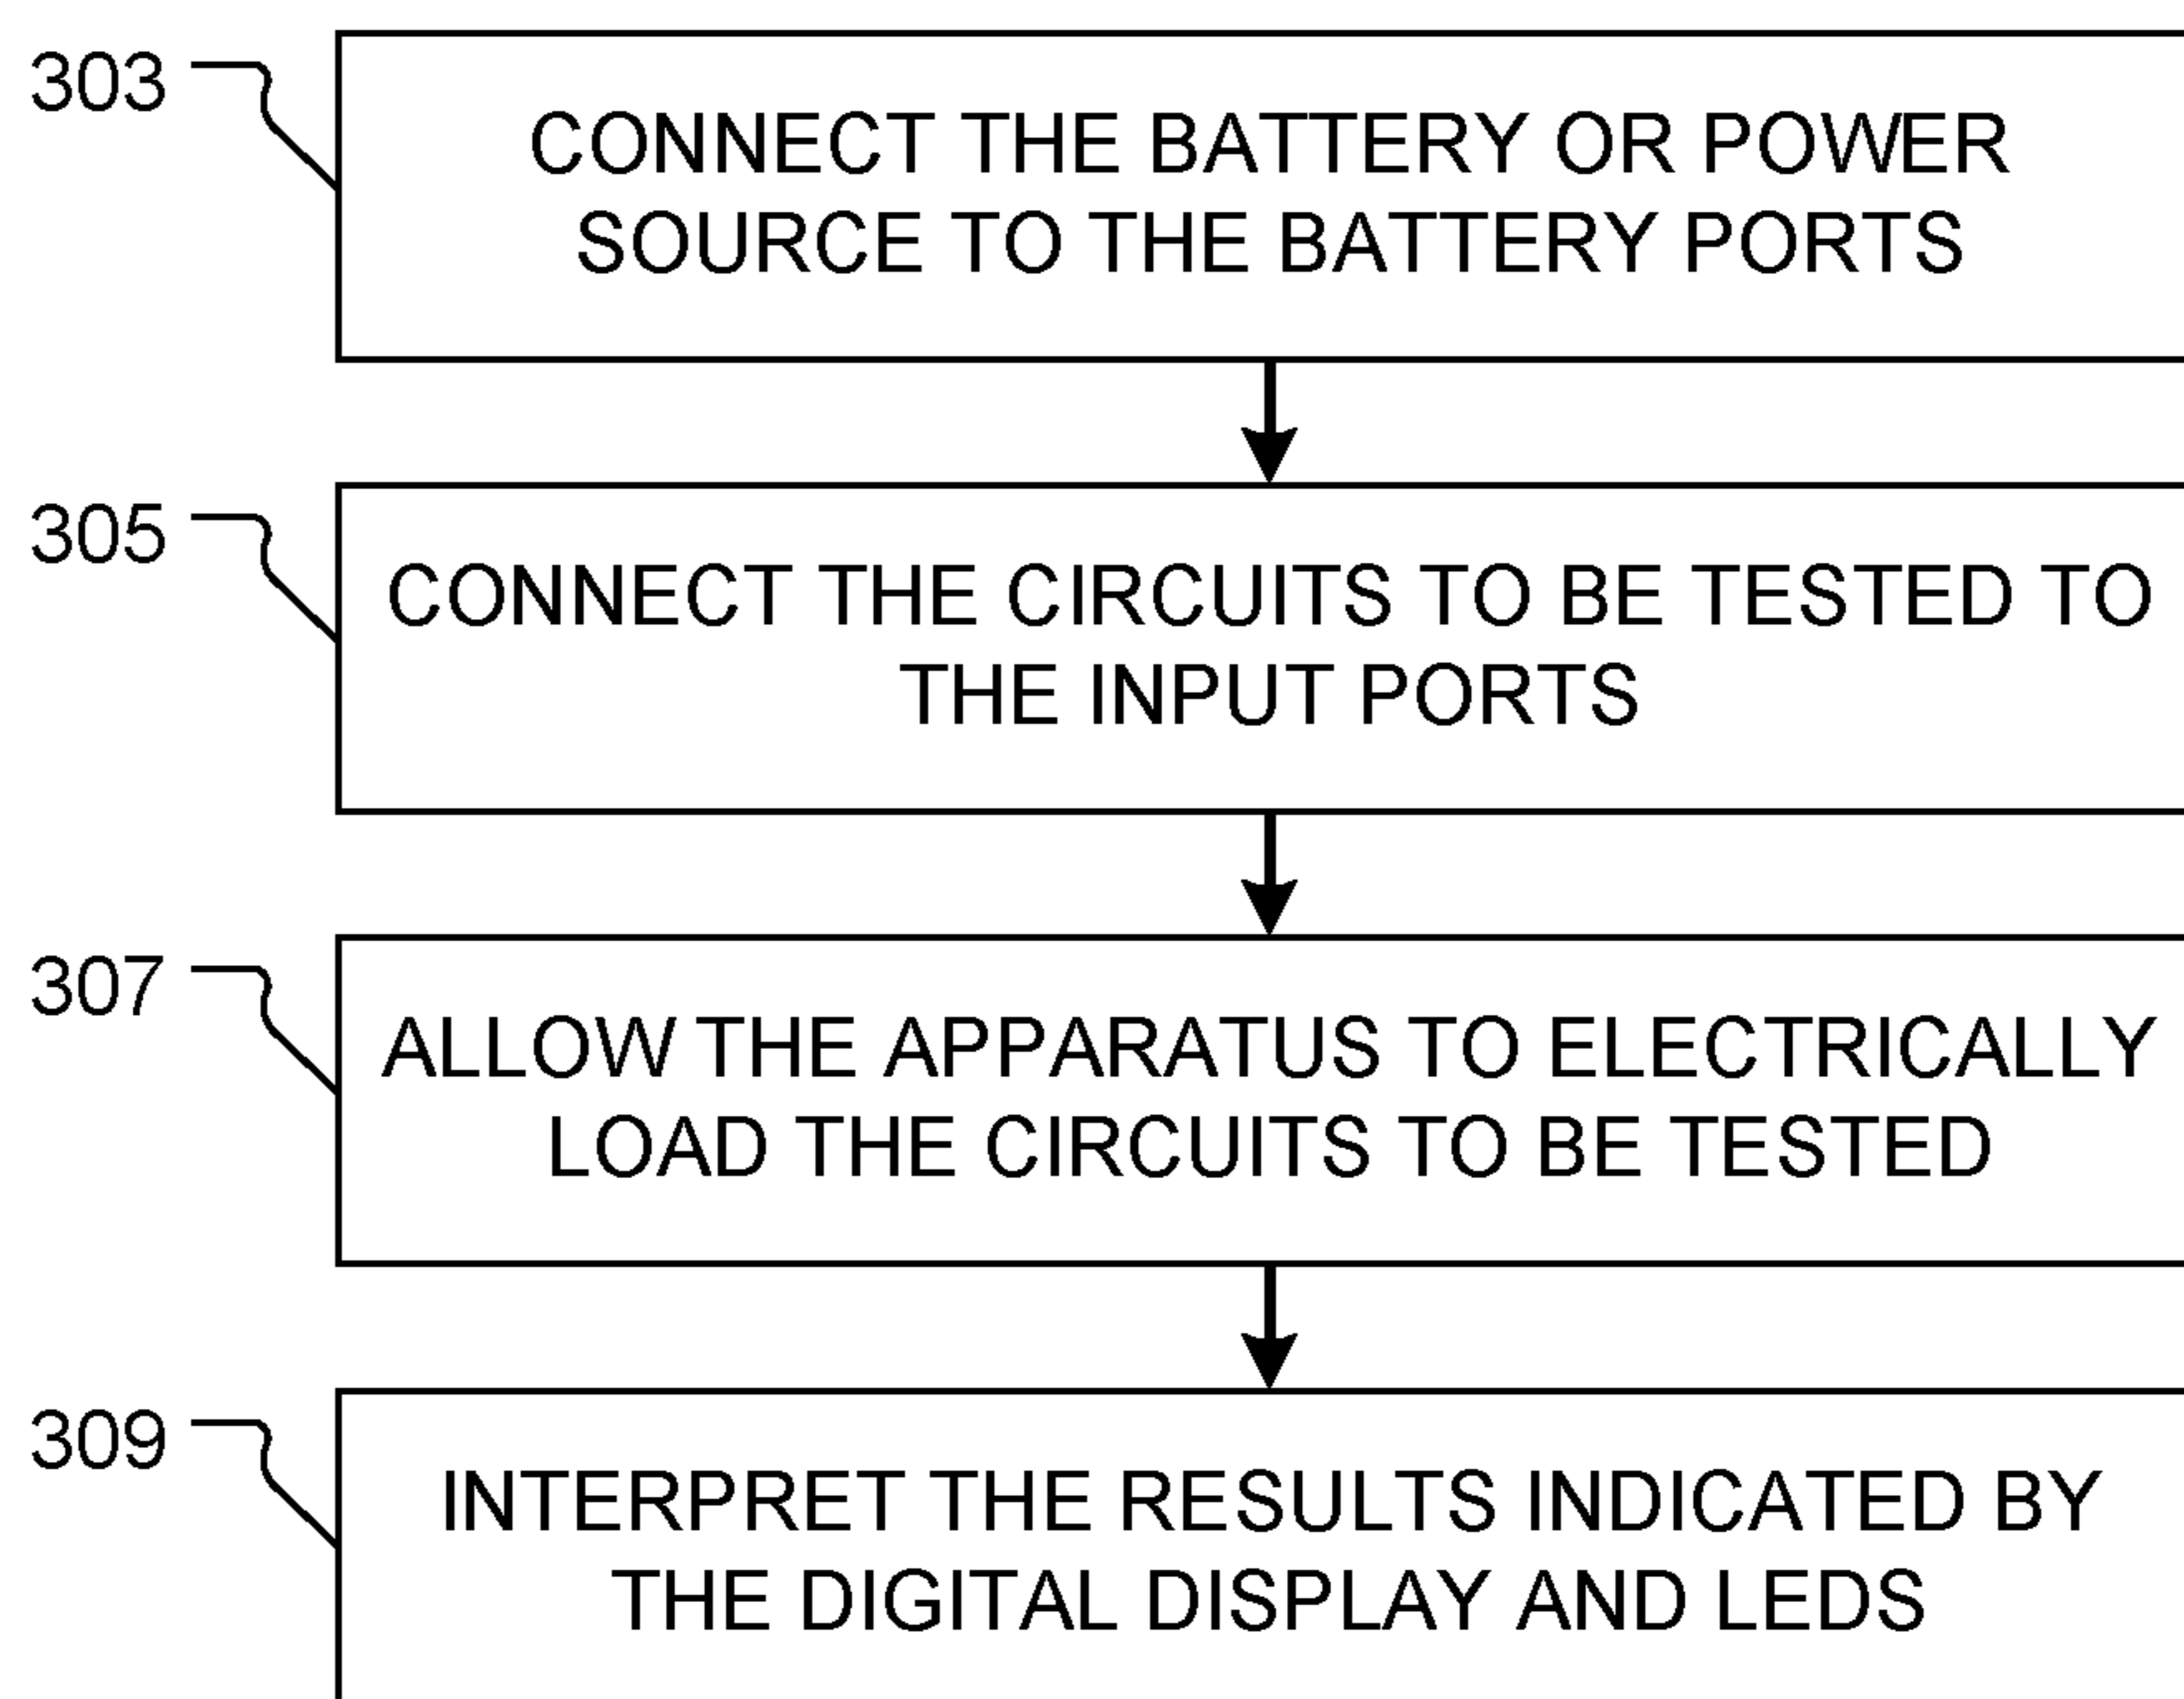 303
CONNECT THE BATTERY OR POWER
SOURCE TO THE BATTERY PORTS
305
CONNECT THE CIRCUITS TO BE TESTED TO
THE INPUT PORTS
307
ALLOW THE APPARATUS TO ELECTRICALLY
LOAD THE CIRCUITS TO BE TESTED
309
INTERPRET THE RESULTS INDICATED BY
THE DIGITAL DISPLAY AND LEDS